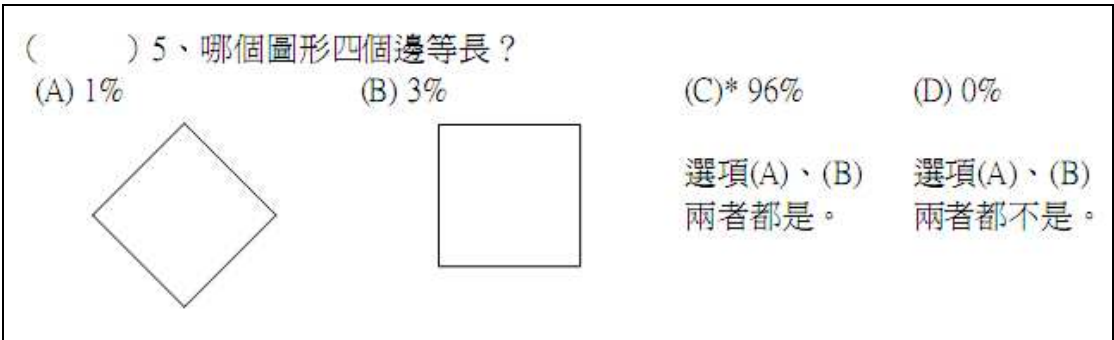 (　　　) 5、哪個圖形四個邊等長？
(A) 1%　(B) 3%　(C)* 96%　(D) 0%
選項(A)、(B)　選項(A)、(B)
兩者都是。　兩者都不是。